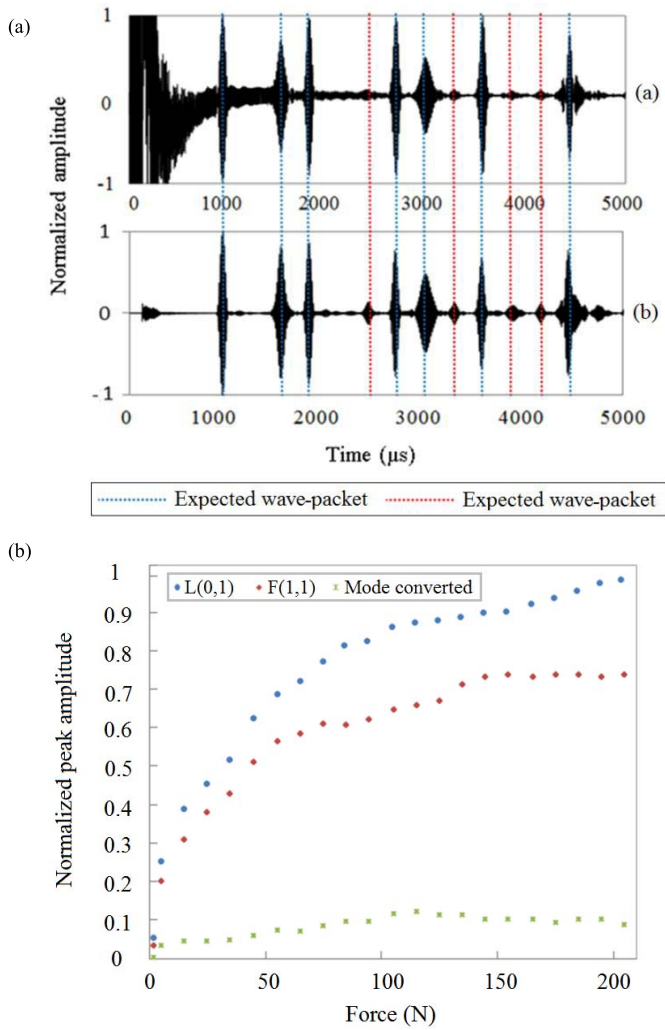 (a)
Normalized amplitude
1
0
-1
(a)
0 1000 2000 3000 4000 5000
1
0
-1
(b)
0 1000 2000 3000 4000 5000
Time (µs)
Expected wave-packet Expected wave-packet
(b)
Normalized peak amplitude
L(0,1) F(1,1) Mode converted
1
0.9
0.8
0.7
0.6
0.5
0.4
0.3
0.2
0.1
0
0 50 100 150 200
Force (N)